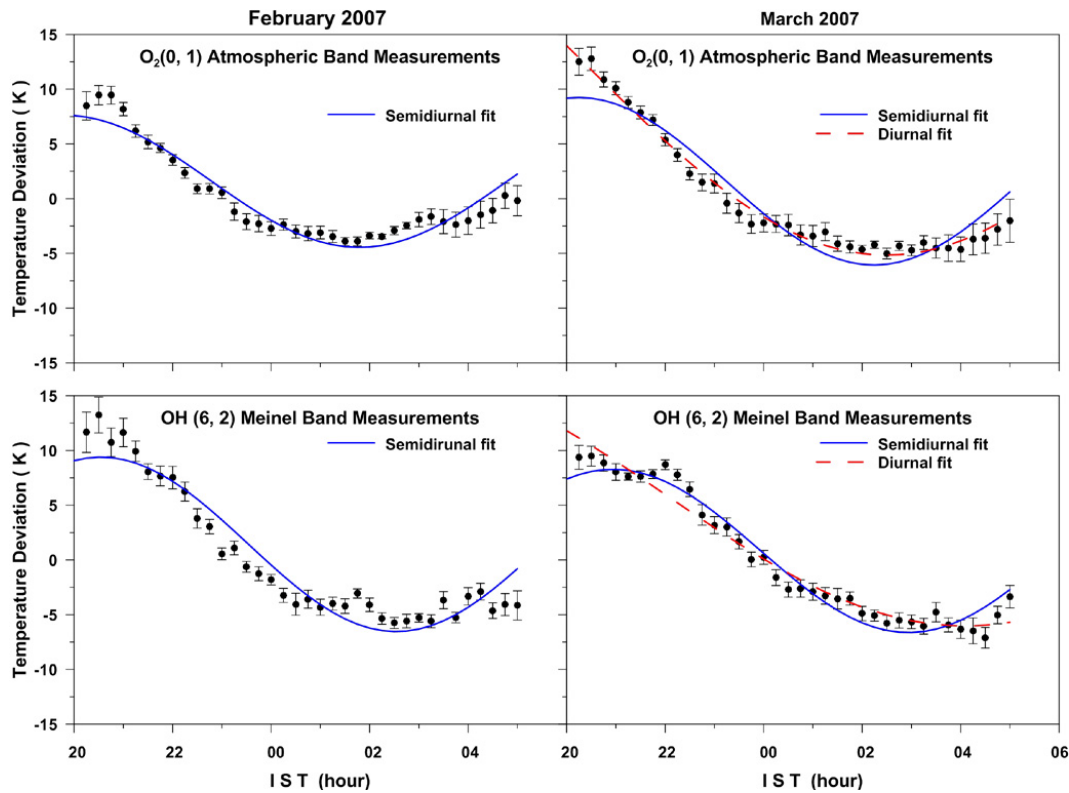 February 2007
March 2007
O₂(0, 1) Atmospheric Band Measurements
O₂(0, 1) Atmospheric Band Measurements
Semidiurnal fit
Semidiurnal fit
Diurnal fit
Temperature Deviation ( K )
15
10
5
0
-5
-10
-15
OH (6, 2) Meinel Band Measurements
OH (6, 2) Meinel Band Measurements
Semidirunal fit
Semidiurnal fit
Diurnal fit
Temperature Deviation ( K )
15
10
5
0
-5
-10
-15
20 22 00 02 04 20 22 00 02 04 06
I S T (hour)
I S T (hour)